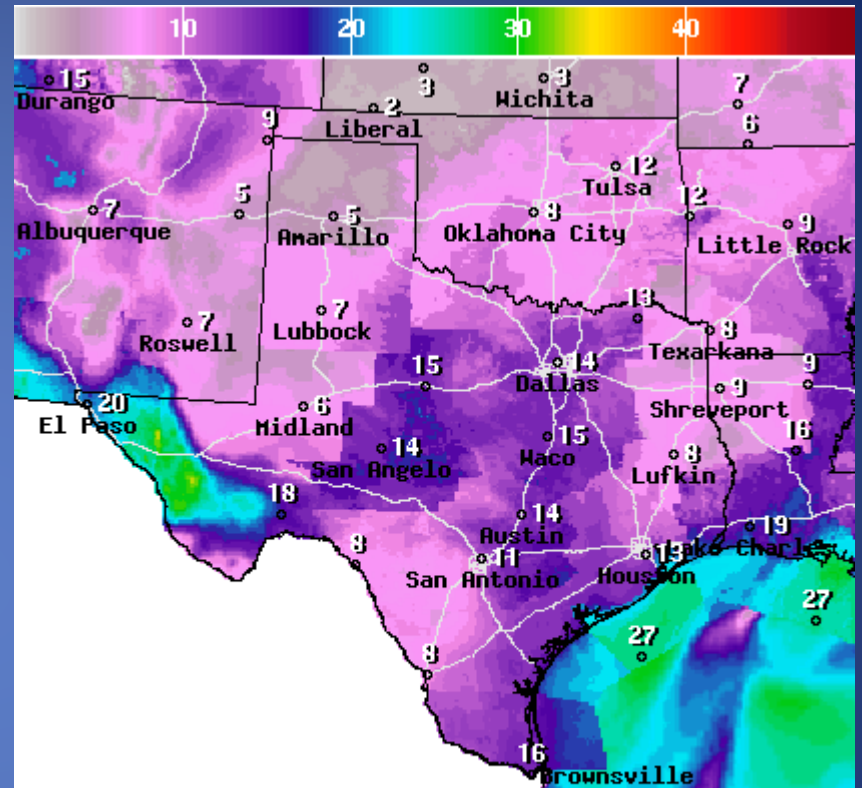 10 20 30 40
15
Durango
3
3
Wichita
2
Liberal
7
6
9
12
Tulsa
7
Albuquerque
5
5
Amarillo
8
Oklahoma City
12
9
Little Rock
7
Roswell
7
Lubbock
13
8
Texarkana
15
14
Dallas
9
Shreveport
9
20
El Paso
6
Midland
14
San Angelo
15
Waco
8
Lufkin
16
18
14
Austin
19
Lake Charl
8
11
San Antonio
13
Houston
27
27
8
16
Brownsville